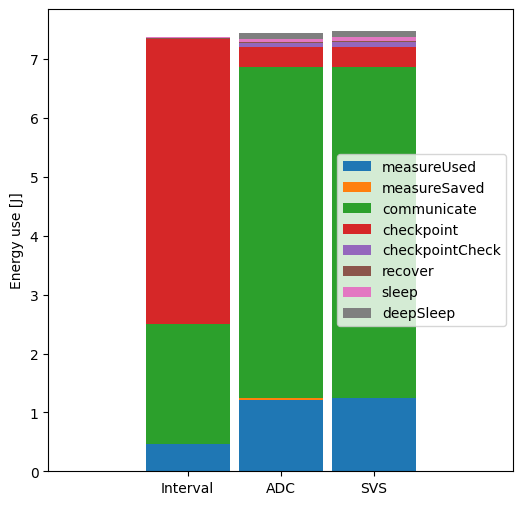 Energy use [J]
7
6
5
4
3
2
1
0
Interval
ADC
SVS
measureUsed
measureSaved
communicate
checkpoint
checkpointCheck
recover
sleep
deepSleep